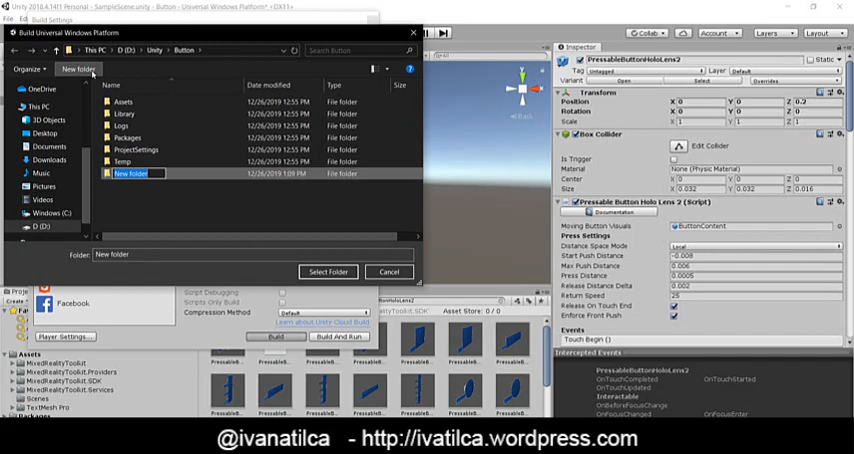 Unity 2018.4.14f1 - SampleScene.unity - Button - Universal Windows Platform* <DX11>
File Ed Build Settings
Build Universal Windows Platform
Collab Account Layers Layout
This PC D (D:) Unity Button Search Button
Organize New folder
Name Date modified Type Size
OneDrive
This PC
3D Objects
Desktop
Documents
Downloads
Music
Pictures
Videos
Windows (C:)
D (D:)
Assets 12/26/2019 12:55 PM File folder
Library 12/26/2019 12:55 PM File folder
Logs 12/26/2019 12:55 PM File folder
Packages 12/26/2019 12:55 PM File folder
ProjectSettings 12/26/2019 12:55 PM File folder
Temp 12/26/2019 12:55 PM File folder
New folder 12/26/2019 1:09 PM File folder
Folder: New folder
Select Folder Cancel
Facebook
Script Debugging
Scripts Only Build
Compression Method Default
Learn about Unity Cloud Build
Player Settings... Build Build And Run
Back
Inspector
PressableButtonHoloLens2 Static
Tag Untagged Layer Default
Variant Open Select Overrides
Transform
Position X 0 Y 0 Z 0.2
Rotation X 0 Y 0 Z 0
Scale X 1 Y 1 Z 1
Box Collider
Edit Collider
Is Trigger
Material None (Physic Material)
Center X 0 Y 0 Z 0
Size X 0.032 Y 0.032 Z 0.016
Pressable Button Holo Lens 2 (Script)
Documentation
Moving Button Visuals ButtonContent
Press Settings
Distance Space Mode Local
Start Push Distance -0.008
Max Push Distance 0.006
Press Distance 0.0005
Release Distance Delta 0.002
Return Speed 25
Release On Touch End
Enforce Front Push
Events
Touch Begin ()
Intercepted Events
PressableButtonHoloLens2
OnTouchCompleted OnTouchStarted
OnTouchUpdated
Interactable
OnBeforeFocusChange
OnFocusChanged OnFocusEnter
Asset Store: 0 / 0
Create
Assets
MixedRealityToolkit
MixedRealityToolkit.Providers
MixedRealityToolkit.SDK
MixedRealityToolkit.Services
Scenes
TextMesh Pro
Packages
PressableB... PressableB... PressableB... PressableB... PressableB... PressableB... PressableB...
@ivanatilca - http://ivatilca.wordpress.com